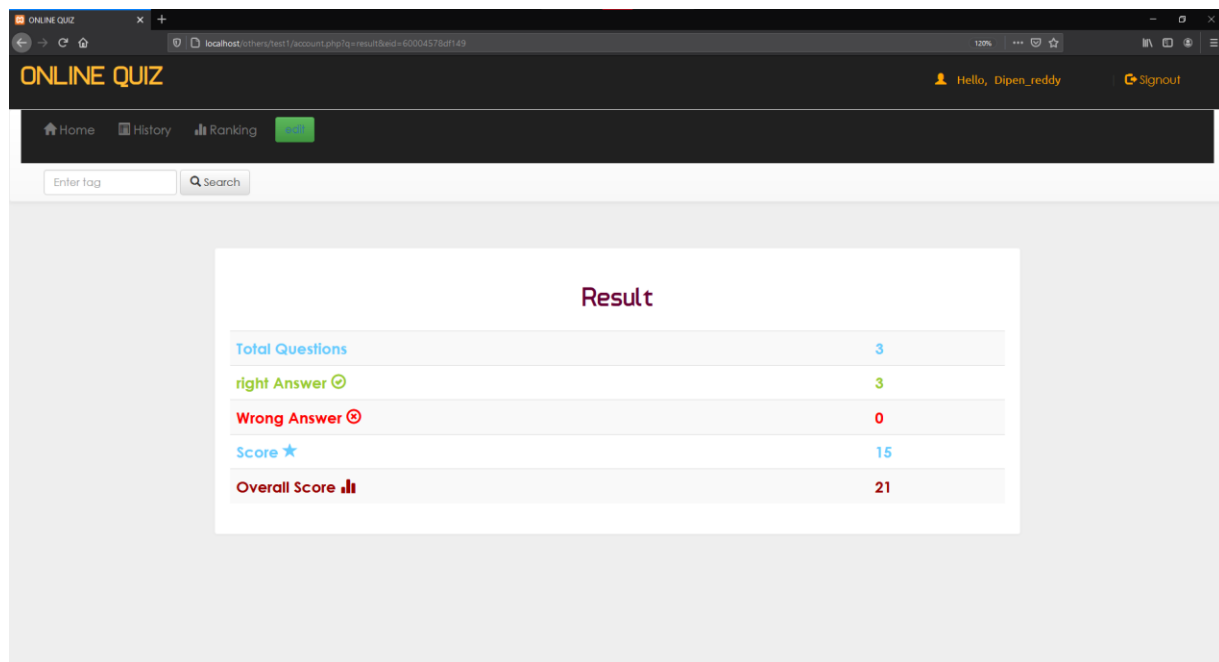 ONLINE QUIZ
localhost/others/test1/account.php?q=result&eid=60004578df149
120%
ONLINE QUIZ
Hello, Dipen_reddy
Signout
Home
History
Ranking
edit
Enter tag
Search
Result
Total Questions 3
right Answer 3
Wrong Answer 0
Score 15
Overall Score 21